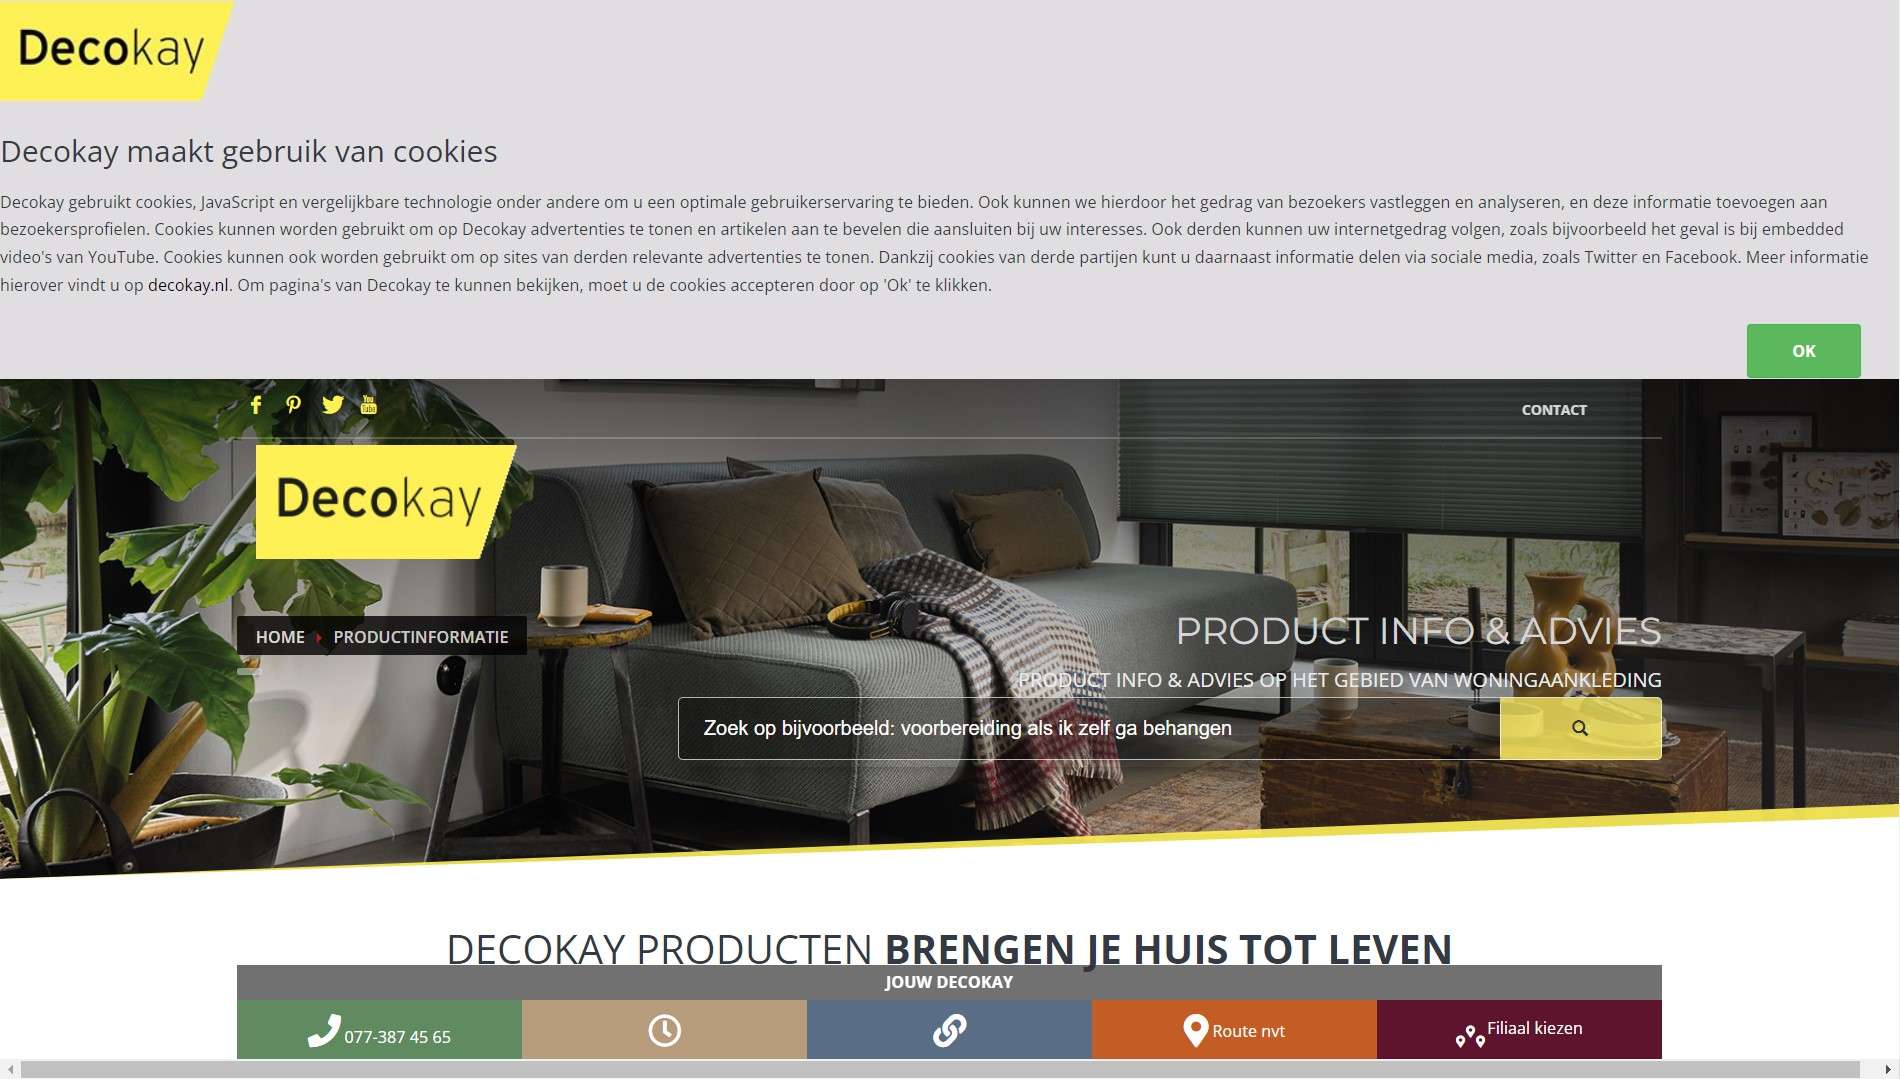 Decokay
Decokay maakt gebruik van cookies
Decokay gebruikt cookies, JavaScript en vergelijkbare technologie onder andere om u een optimale gebruikerservaring te bieden. Ook kunnen we hierdoor het gedrag van bezoekers vastleggen en analyseren, en deze informatie toevoegen aan
bezoekersprofielen. Cookies kunnen worden gebruikt om op Decokay advertenties te tonen en artikelen aan te bevelen die aansluiten bij uw interesses. Ook derden kunnen uw internetgedrag volgen, zoals bijvoorbeeld het geval is bij embedded
video's van YouTube. Cookies kunnen ook worden gebruikt om op sites van derden relevante advertenties te tonen. Dankzij cookies van derde partijen kunt u daarnaast informatie delen via sociale media, zoals Twitter en Facebook. Meer informatie
hierover vindt u op decokay.nl. Om pagina's van Decokay te kunnen bekijken, moet u de cookies accepteren door op 'Ok' te klikken.
OK
You Tube
CONTACT
Decokay
HOME PRODUCTINFORMATIE
PRODUCT INFO & ADVIES
PRODUCT INFO & ADVIES OP HET GEBIED VAN WONINGAANKLEDING
Zoek op bijvoorbeeld: voorbereiding als ik zelf ga behangen
DECOKAY PRODUCTEN BRENGEN JE HUIS TOT LEVEN
JOUW DECOKAY
077-387 45 65
Route nvt
Filiaal kiezen